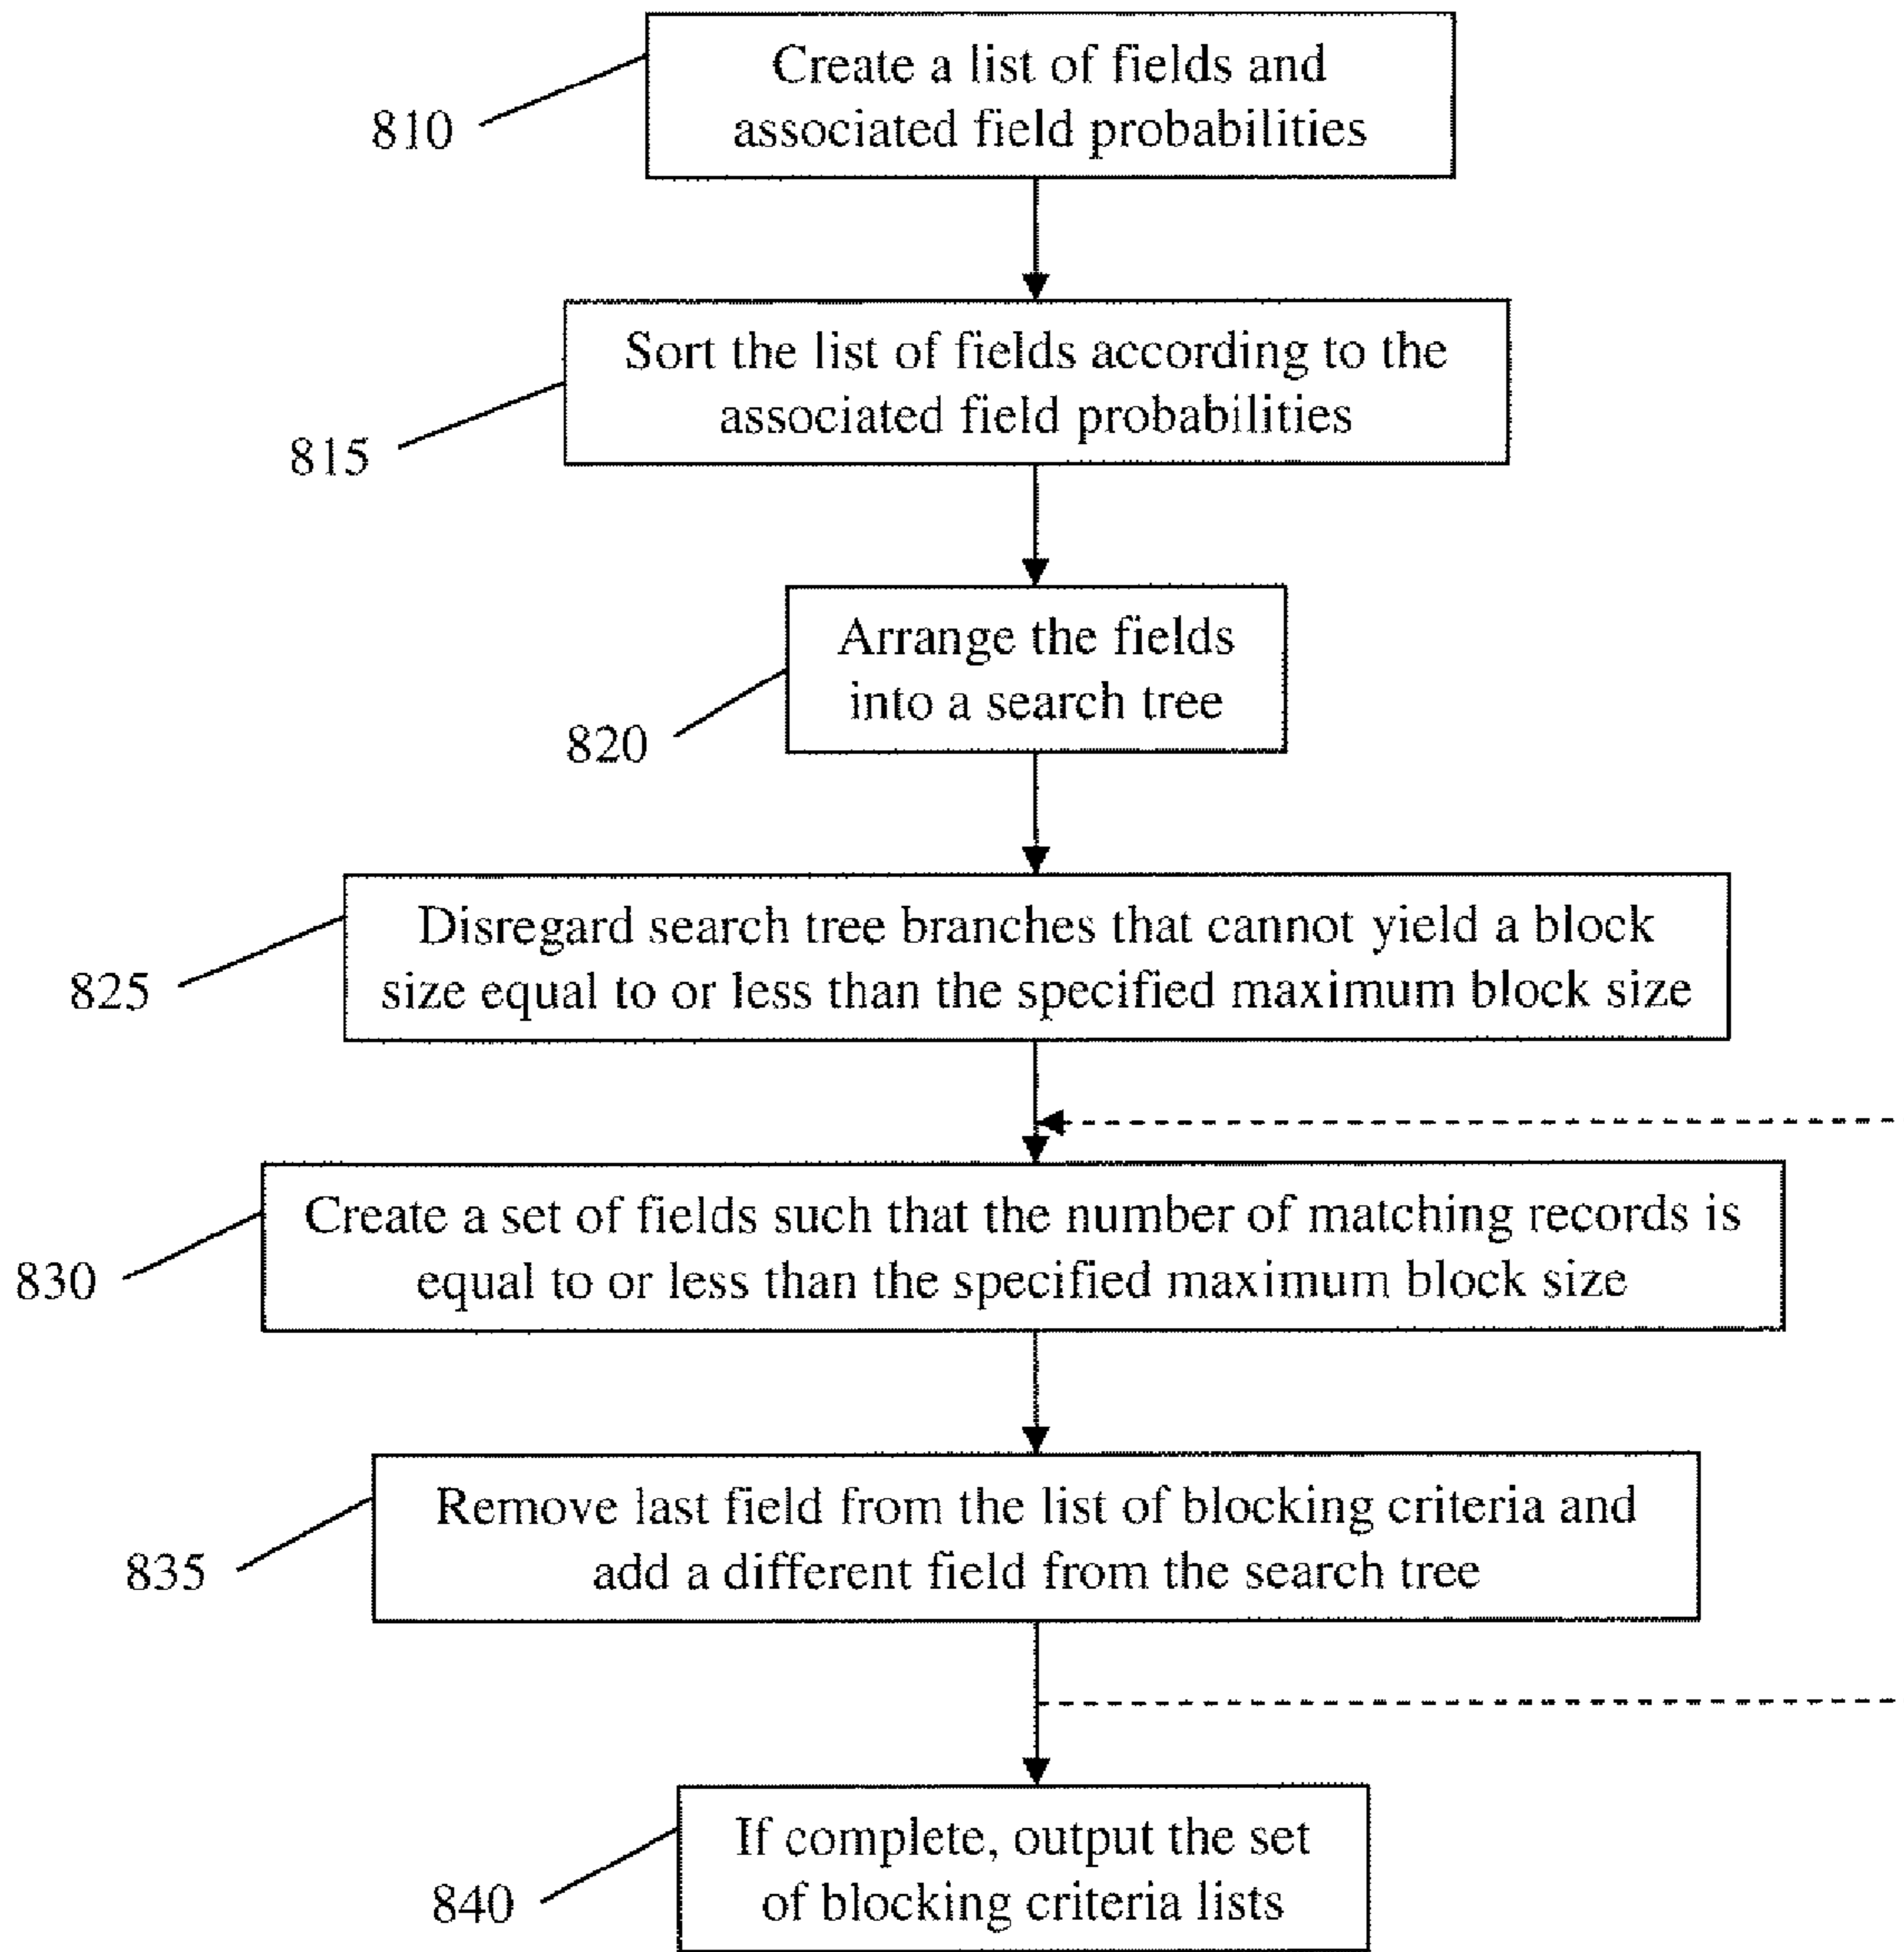 Create a list of fields and
associated field probabilities
810
Sort the list of fields according to the
associated field probabilities
815
Arrange the fields
into a search tree
820
Disregard search tree branches that cannot yield a block
size equal to or less than the specified maximum block size
825
Create a set of fields such that the number of matching records is
equal to or less than the specified maximum block size
830
Remove last field from the list of blocking criteria and
add a different field from the search tree
835
If complete, output the set
of blocking criteria lists
840